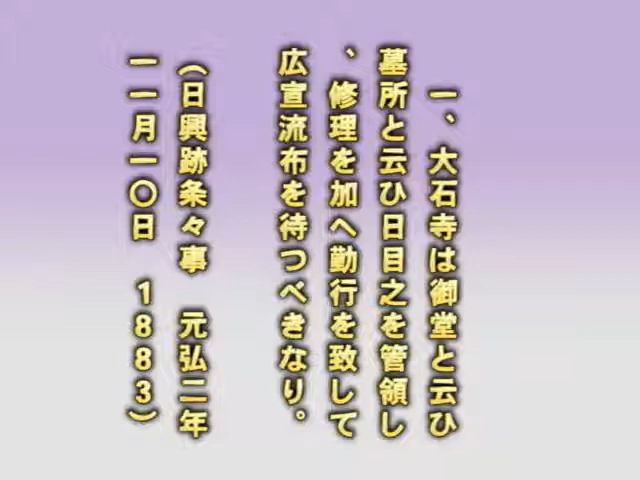 一、大石寺は御堂と云ひ
墓所と云ひ日目之を管領し
、修理を加へ勤行を致して
広宣流布を待つべきなり。
（日興跡条々事　元弘二年
一一月一〇日　１８８３）